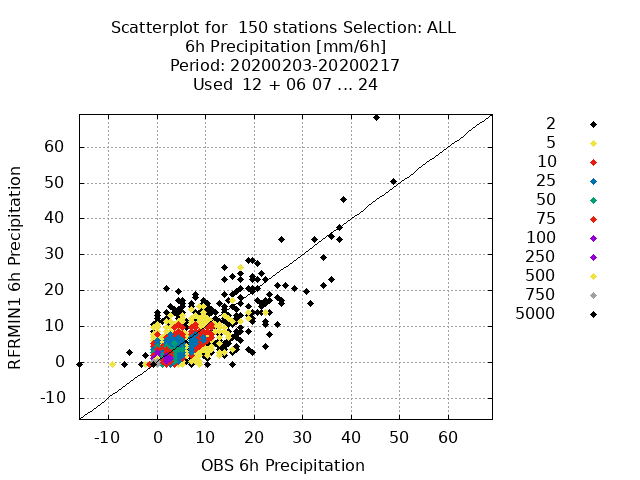 Scatterplot for  150 stations Selection: ALL
6h Precipitation [mm/6h]
Period: 20200203-20200217
Used  12 + 06 07 ... 24
RFRMIN1 6h Precipitation
60
50
40
30
20
10
0
-10
-10 0 10 20 30 40 50 60
OBS 6h Precipitation
2
5
10
25
50
75
100
250
500
750
5000